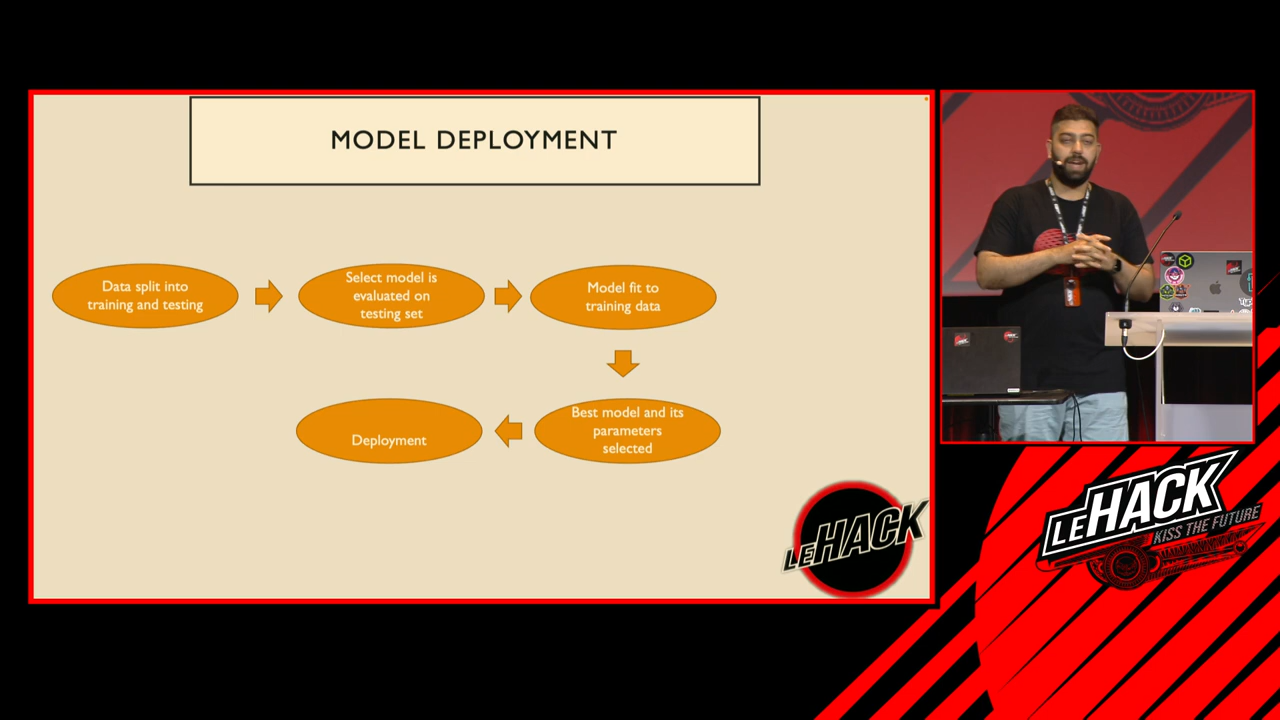 MODEL DEPLOYMENT
Data split into
training and testing
Select model is
evaluated on
testing set
Model fit to
training data
Best model and its
parameters
selected
Deployment
LEHACK
LEHACK
KISS THE FUTURE